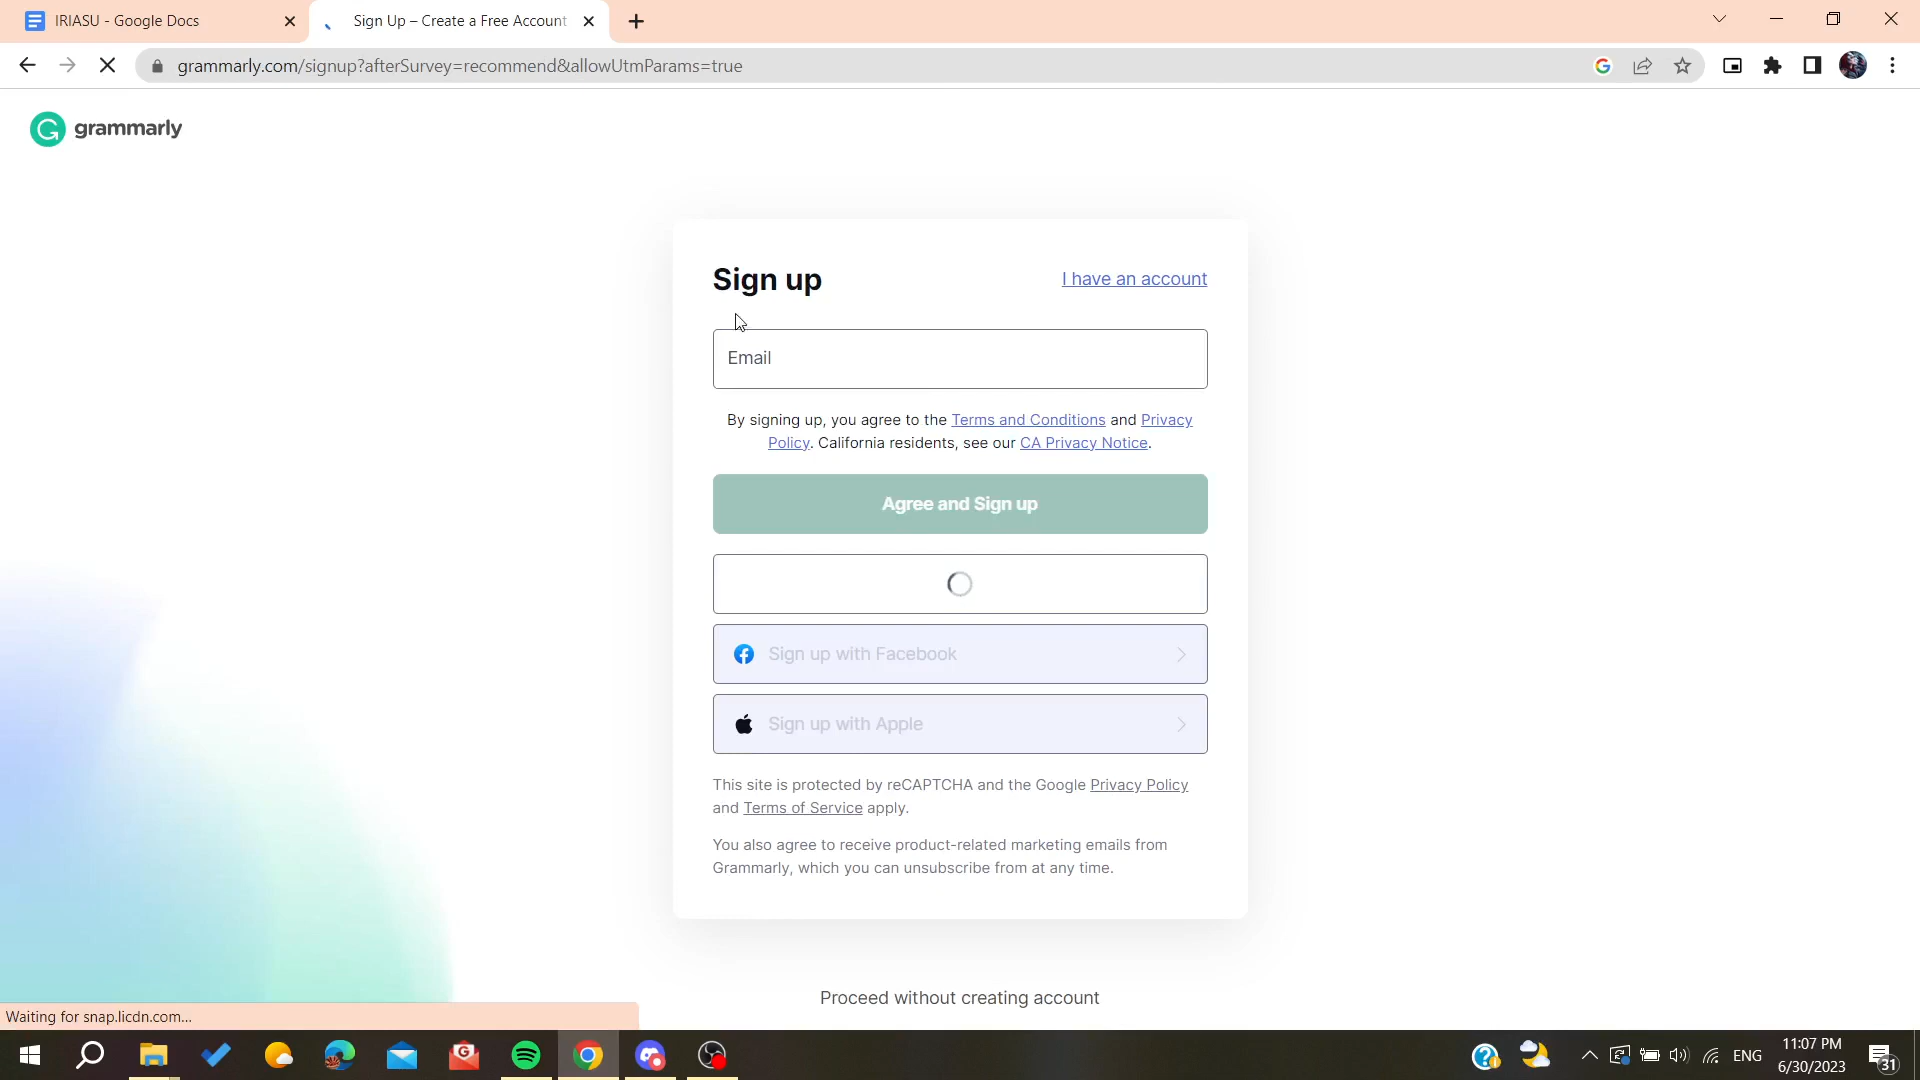 IRIASU - Google Docs
Sign Up – Create a Free Account
grammarly.com/signup?afterSurvey=recommend&allowUtmParams=true
grammarly
Sign up
I have an account
Email
By signing up, you agree to the Terms and Conditions and Privacy
Policy. California residents, see our CA Privacy Notice.
Agree and Sign up
Sign up with Facebook
Sign up with Apple
This site is protected by reCAPTCHA and the Google Privacy Policy
and Terms of Service apply.
You also agree to receive product-related marketing emails from
Grammarly, which you can unsubscribe from at any time.
Proceed without creating account
Waiting for snap.licdn.com...
ENG
11:07 PM
6/30/2023
31